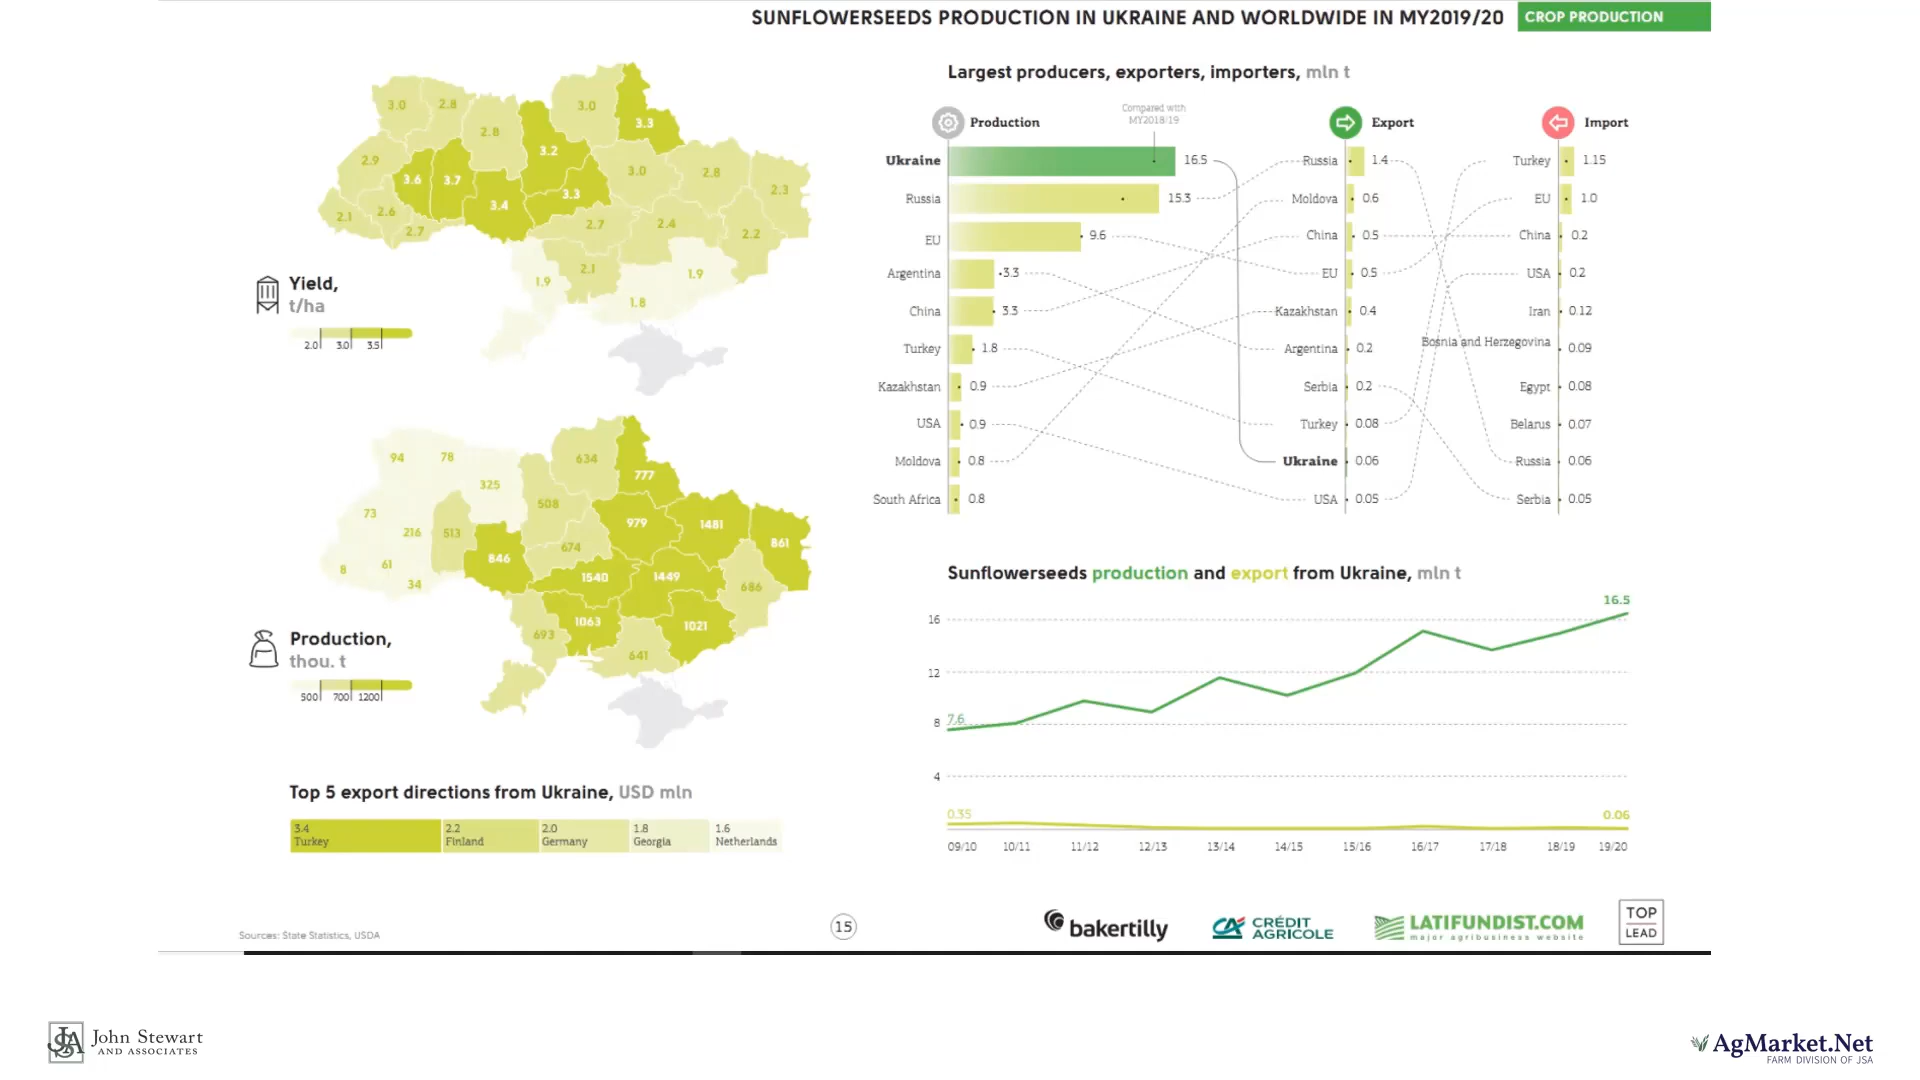 SUNFLOWERSEEDS PRODUCTION IN UKRAINE AND WORLDWIDE IN MY2019/20
CROP PRODUCTION
3.0
2.8
2.8
3.0
3.3
2.9
3.6
3.7
3.2
3.0
2.8
2.3
2.1
2.6
2.7
3.4
3.3
2.7
2.4
2.2
1.9
2.1
1.8
1.9
Yield,
t/ha
2.0 3.0 3.5
94
78
325
634
777
73
216
513
508
979
1481
861
8
61
34
846
674
1540
1449
686
693
1063
641
1021
Production,
thou. t
500 700 1200
Top 5 export directions from Ukraine, USD mln
3.4
Turkey
2.2
Finland
2.0
Germany
1.8
Georgia
1.6
Netherlands
Largest producers, exporters, importers, mln t
Production
Compared with
MY2018/19
Ukraine 16.5
Russia 15.3
EU 9.6
Argentina 3.3
China 3.3
Turkey 1.8
Kazakhstan 0.9
USA 0.9
Moldova 0.8
South Africa 0.8
Export
Russia 1.4
Moldova 0.6
China 0.5
EU 0.5
Kazakhstan 0.4
Argentina 0.2
Serbia 0.2
Turkey 0.08
Ukraine 0.06
USA 0.05
Import
Turkey 1.15
EU 1.0
China 0.2
USA 0.2
Iran 0.12
Bosnia and Herzegovina 0.09
Egypt 0.08
Belarus 0.07
Russia 0.06
Serbia 0.05
Sunflowerseeds production and export from Ukraine, mln t
16.5
16
12
8
7.6
4
0.35
0.06
09/10 10/11 11/12 12/13 13/14 14/15 15/16 16/17 17/18 18/19 19/20
Sources: State Statistics, USDA
15
bakertilly
CA CRÉDIT
AGRICOLE
LATIFUNDIST.COM
major agribusiness website
TOP
LEAD
JSA
John Stewart
AND ASSOCIATES
AgMarket.Net
FARM DIVISION OF JSA